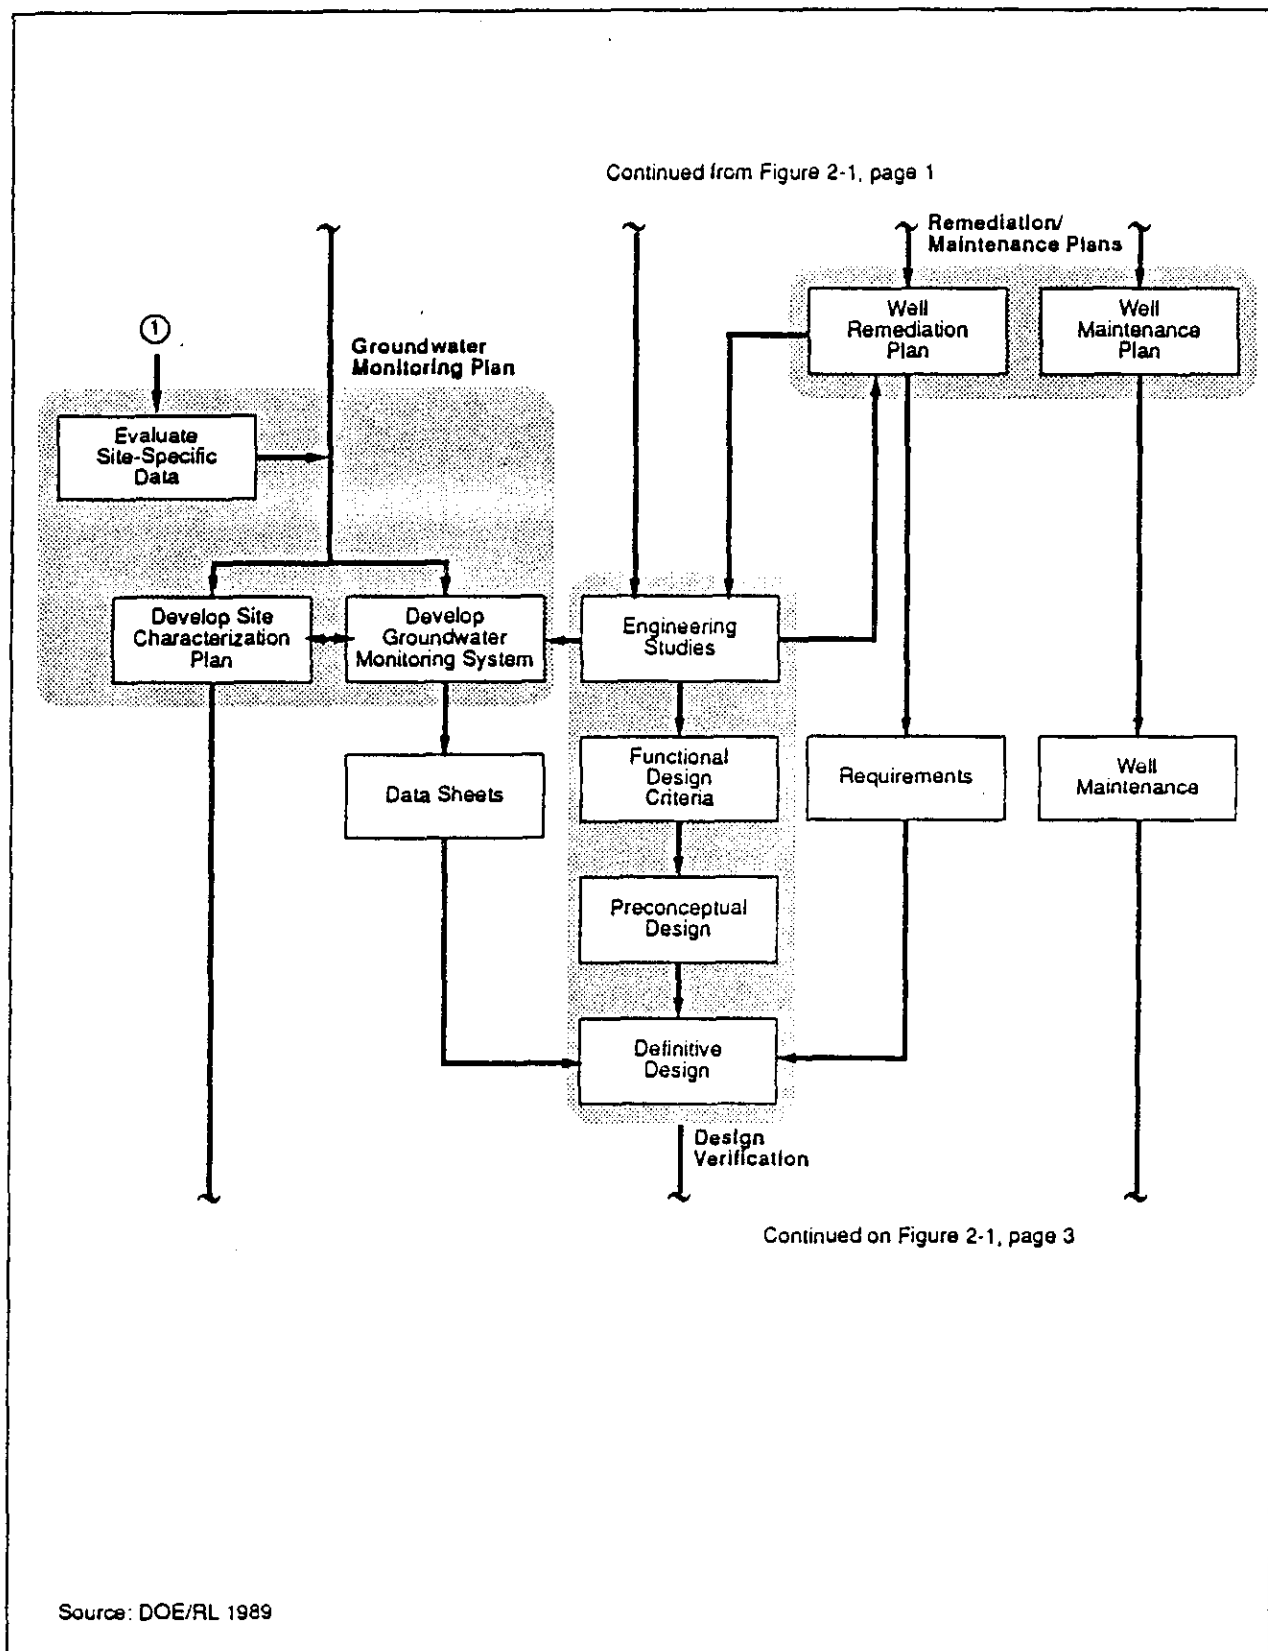 Continued from Figure 2-1, page 1
Remediation/
Maintenance Plans
Well
Remediation
Plan
Well
Maintenance
Plan
1
Groundwater
Monitoring Plan
Evaluate
Site-Specific
Data
Develop Site
Characterization
Plan
Develop
Groundwater
Monitoring System
Engineering
Studies
Data Sheets
Functional
Design
Criteria
Requirements
Well
Maintenance
Preconceptual
Design
Definitive
Design
Design
Verification
Continued on Figure 2-1, page 3
Source: DOE/RL 1989